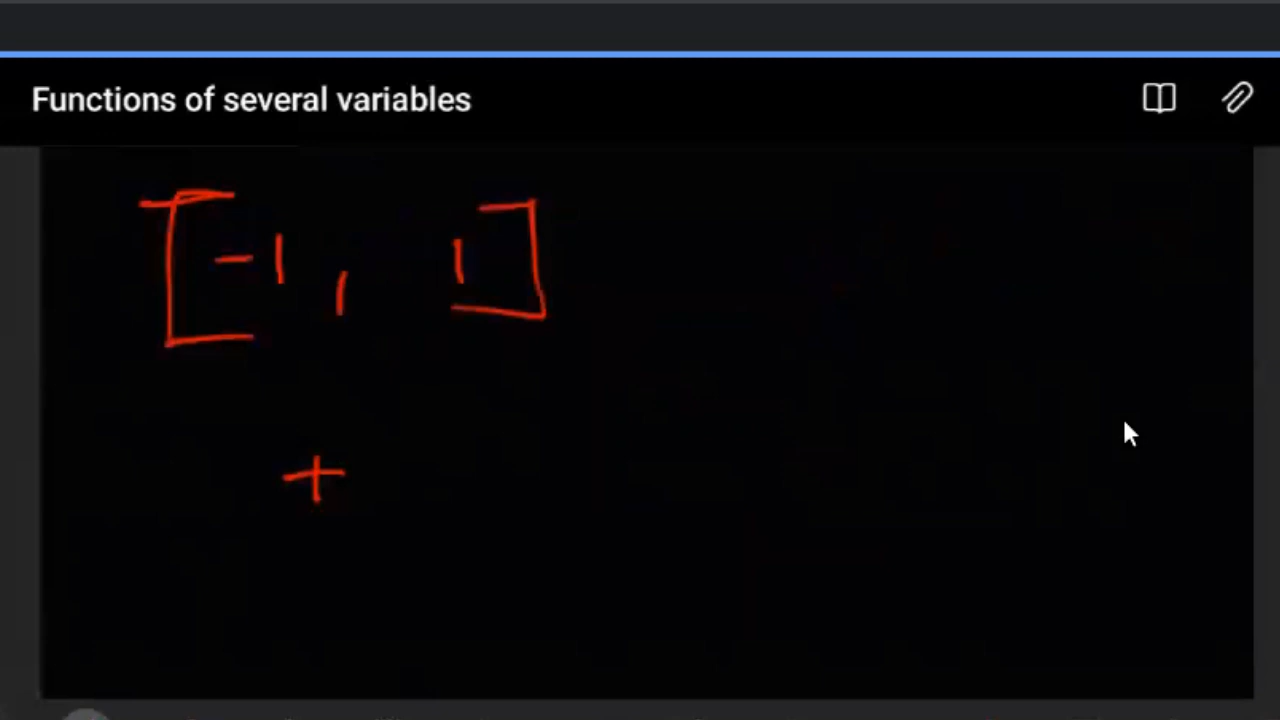 Functions of several variables
[-1, 1]
+